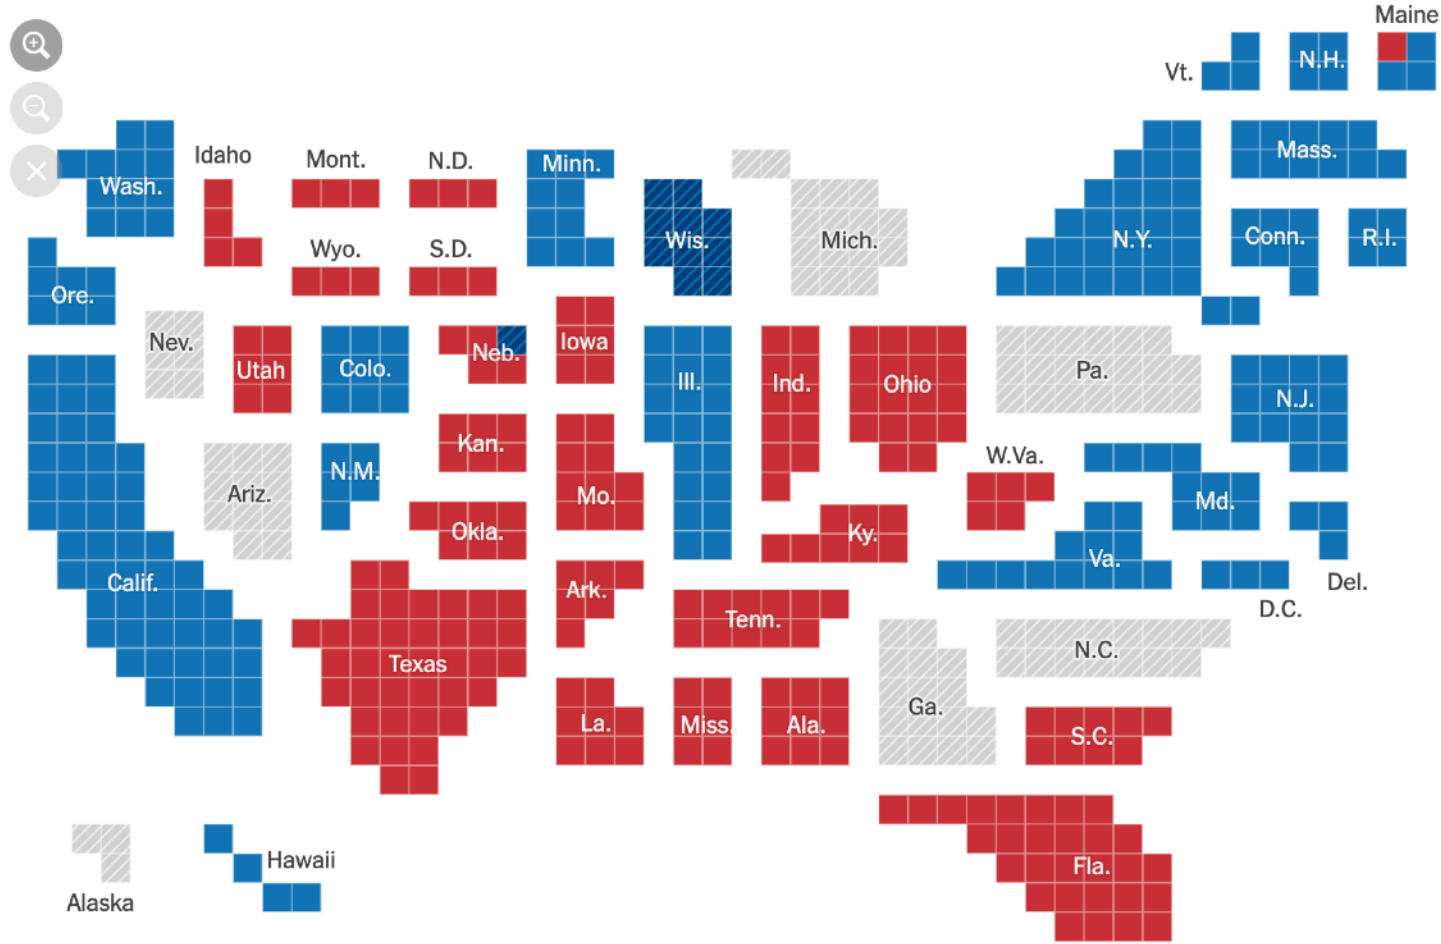 Maine
Vt.
N.H.
Wash.
Idaho
Mont.
N.D.
Minn.
Mass.
Wyo.
S.D.
Wis.
Mich.
N.Y.
Conn.
R.I.
Ore.
Nev.
Utah
Colo.
Neb.
Iowa
Ill.
Ind.
Ohio
Pa.
N.J.
Kan.
W.Va.
Ariz.
N.M.
Mo.
Md.
Okla.
Ky.
Va.
Calif.
Ark.
Del.
D.C.
Tenn.
Texas
N.C.
La.
Miss.
Ala.
Ga.
S.C.
Hawaii
Fla.
Alaska